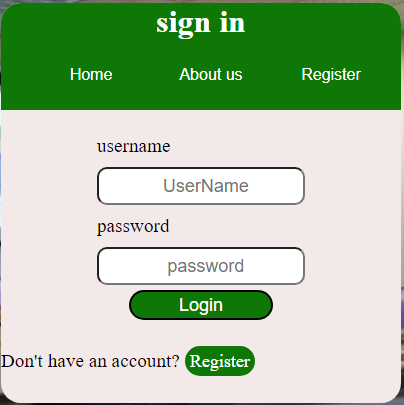 sign in
Home About us Register
username
UserName
password
password
Login
Don't have an account? Register